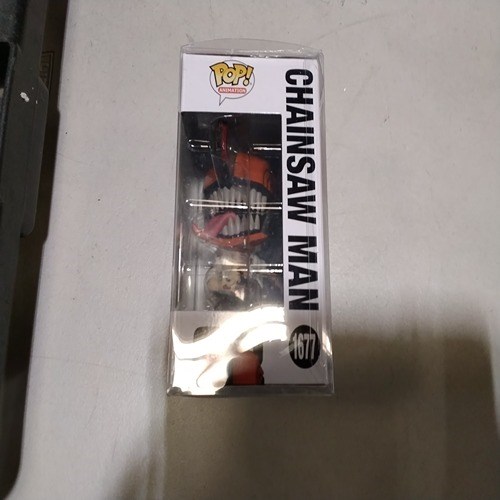 POP!
ANIMATION
CHAINSAW MAN
1677